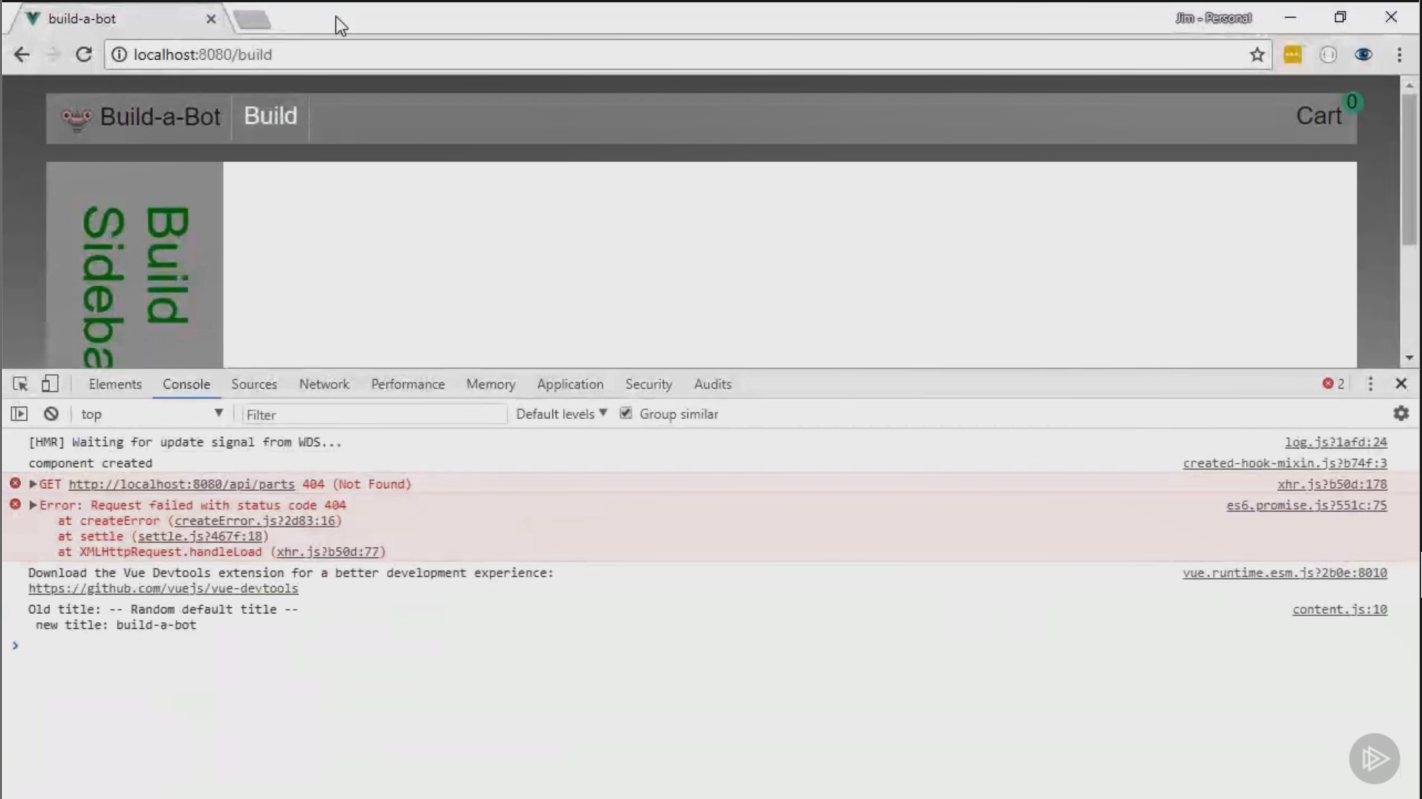 build-a-bot
Jim - Personal
localhost:8080/build
Build-a-Bot Build Cart 0
Build
Sideba
Elements Console Sources Network Performance Memory Application Security Audits 2
top Filter Default levels Group similar
[HMR] Waiting for update signal from WDS... log.js?1afd:24
component created created-hook-mixin.js?b74f:3
GET http://localhost:8080/api/parts 404 (Not Found) xhr.js?b50d:178
Error: Request failed with status code 404 es6.promise.js?551c:75
at createError (createError.js?2d83:16)
at settle (settle.js?467f:18)
at XMLHttpRequest.handleLoad (xhr.js?b50d:77)
Download the Vue Devtools extension for a better development experience: vue.runtime.esm.js?2b0e:8010
https://github.com/vuejs/vue-devtools
Old title: -- Random default title -- content.js:10
new title: build-a-bot